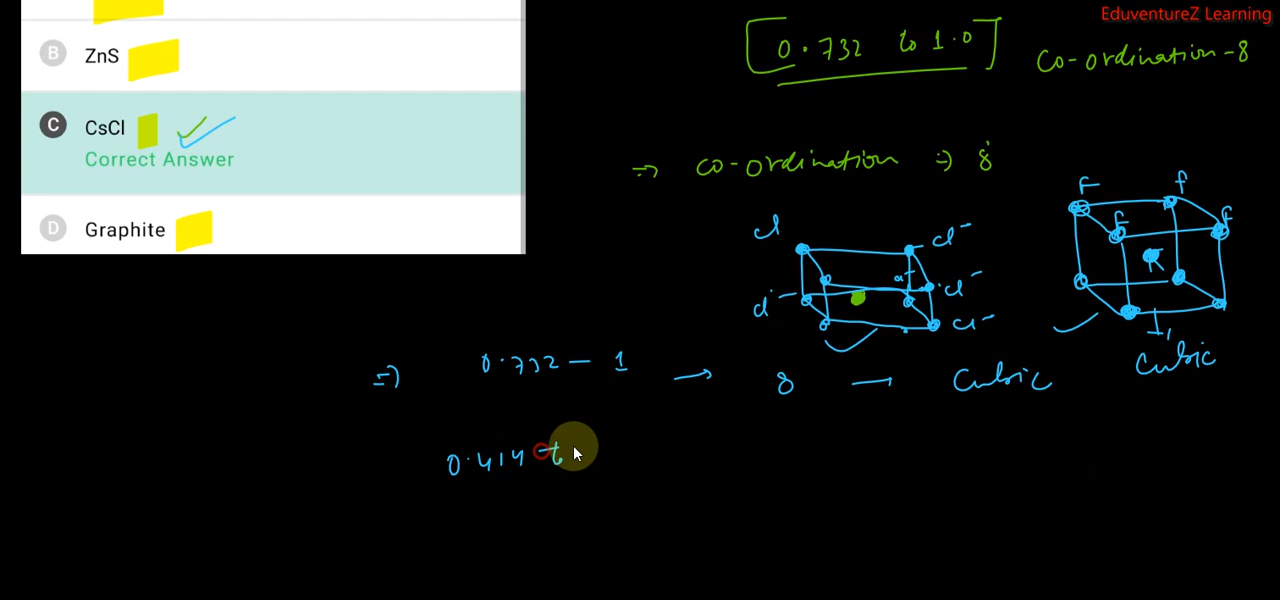 EduventureZ Learning
B ZnS
C CsCl
Correct Answer
D Graphite
0.732 to 1.0
Co-ordination-8
=> co-ordination => 8
cl
cl-
cl-
cl-
cl-
F
f
F
f
Cubic
=> 0.732 - 1 → 8 → Cubic
0.414 t